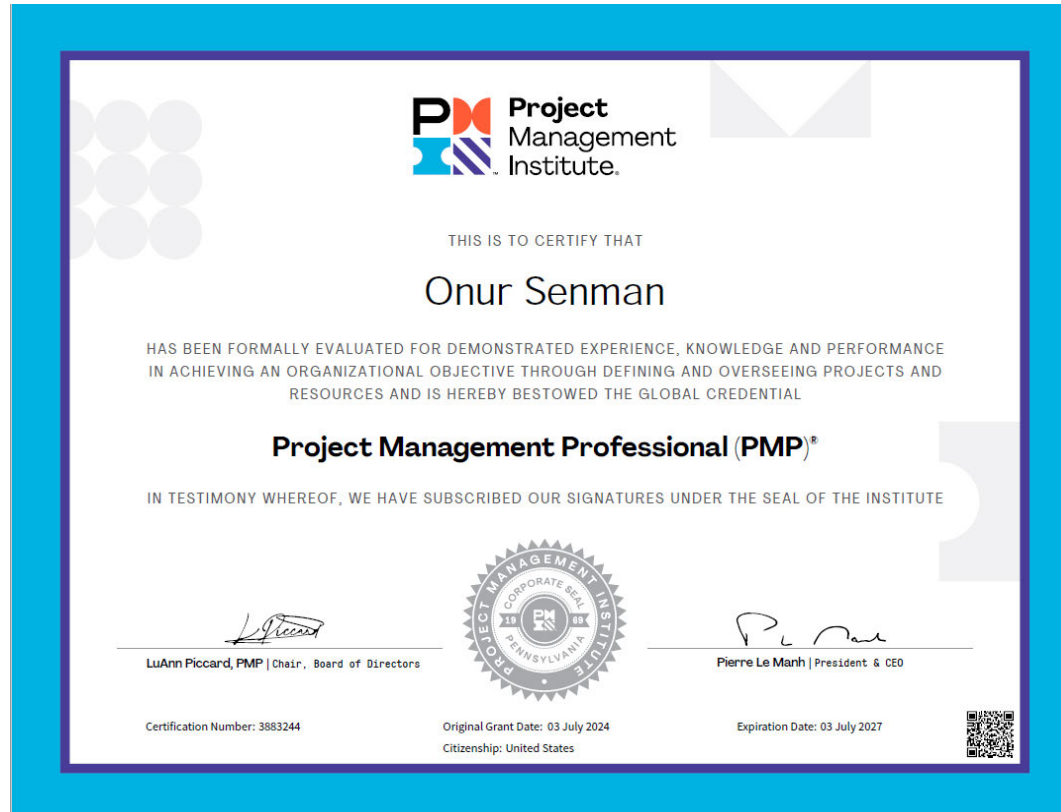 PM
Project
Management
Institute.
THIS IS TO CERTIFY THAT
Onur Senman
HAS BEEN FORMALLY EVALUATED FOR DEMONSTRATED EXPERIENCE, KNOWLEDGE AND PERFORMANCE
IN ACHIEVING AN ORGANIZATIONAL OBJECTIVE THROUGH DEFINING AND OVERSEEING PROJECTS AND
RESOURCES AND IS HEREBY BESTOWED THE GLOBAL CREDENTIAL
Project Management Professional (PMP)®
IN TESTIMONY WHEREOF, WE HAVE SUBSCRIBED OUR SIGNATURES UNDER THE SEAL OF THE INSTITUTE
PROJECT MANAGEMENT INSTITUTE
CORPORATE SEAL
19 69
PENNSYLVANIA
LuAnn Piccard, PMP | Chair, Board of Directors
Pierre Le Manh | President & CEO
Certification Number: 3883244
Original Grant Date: 03 July 2024
Expiration Date: 03 July 2027
Citizenship: United States